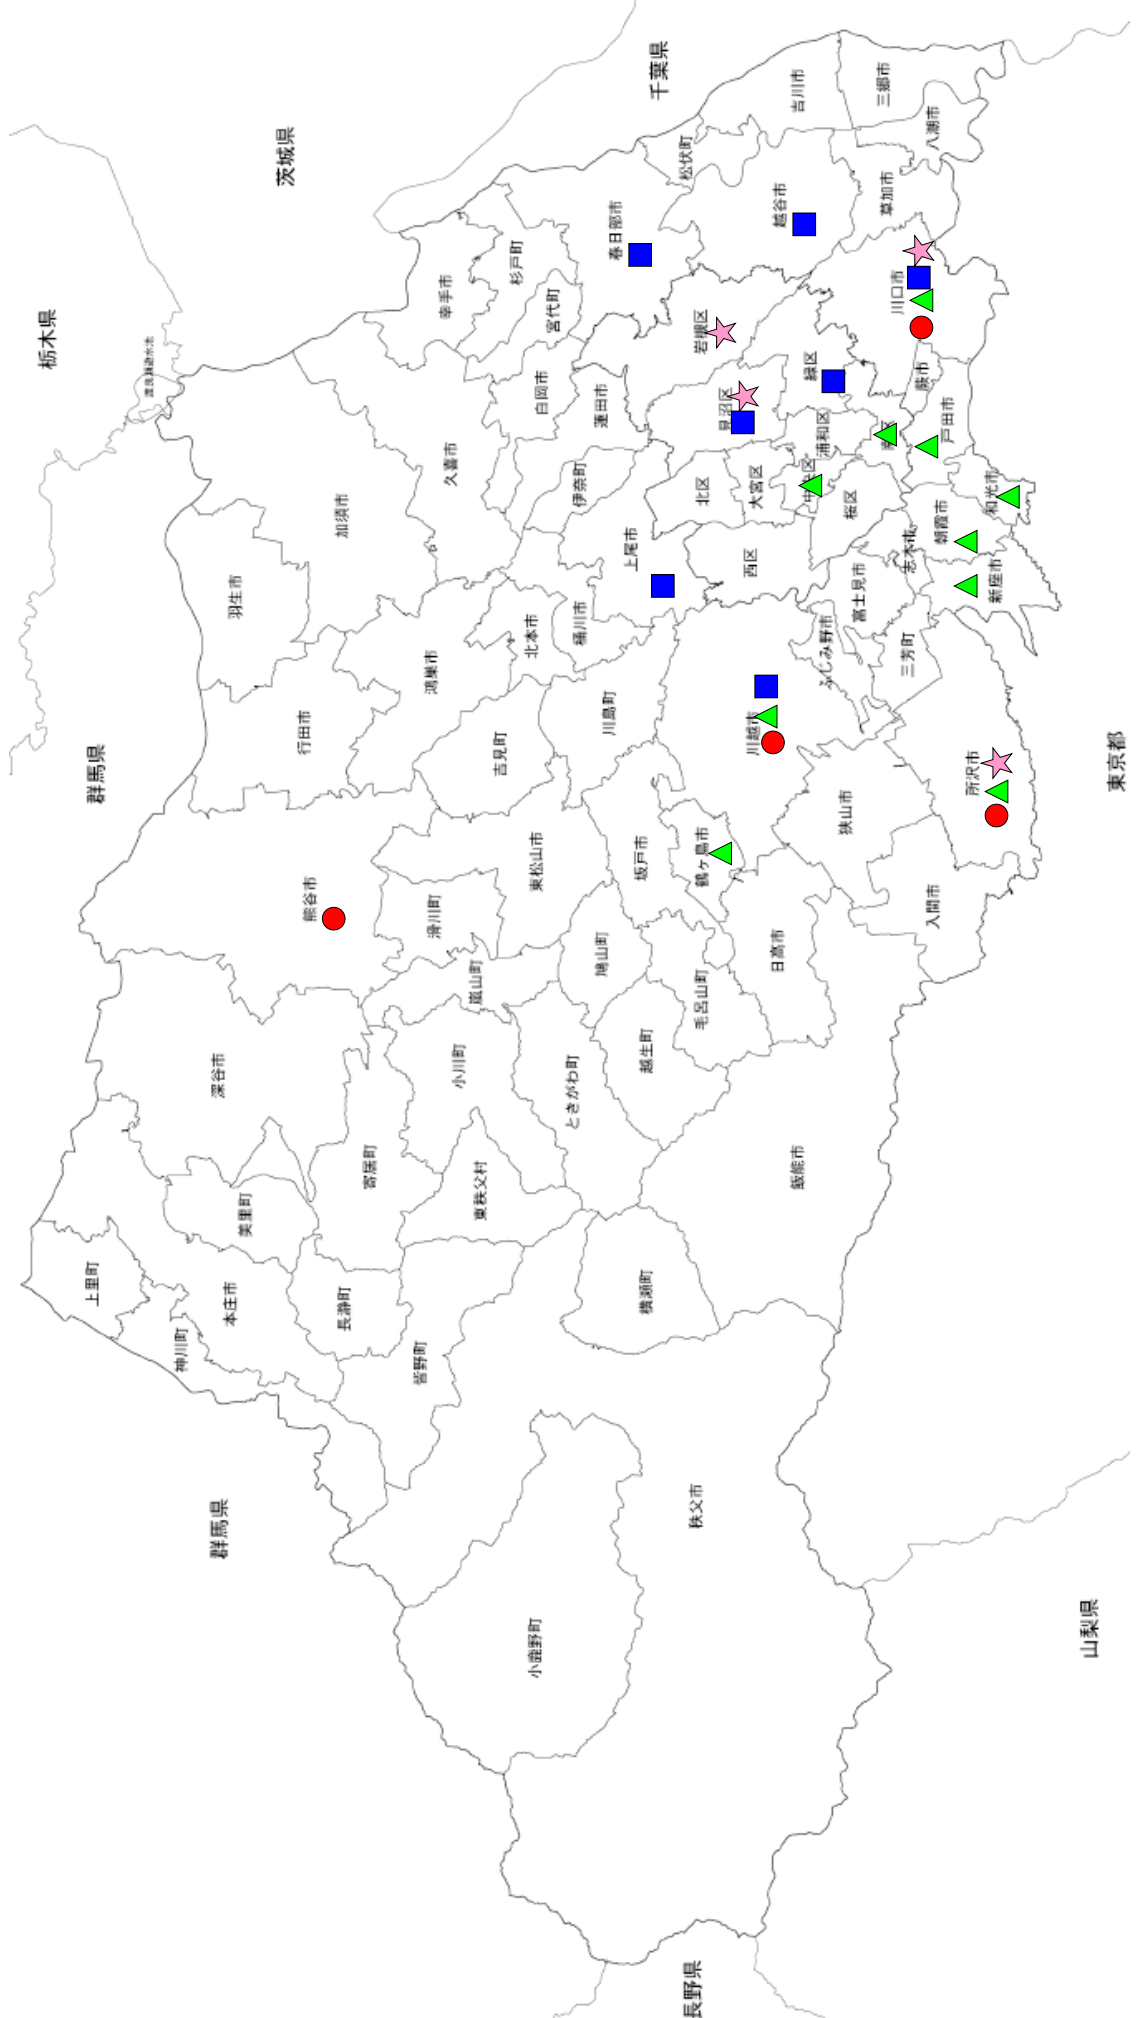 長野県
群馬県
群馬県
栃木県
茨城県
千葉県
東京都
山梨県
渡良瀬遊水池
上里町
神川町
本庄市
美里町
深谷市
熊谷市
行田市
羽生市
加須市
長瀞町
寄居町
皆野町
小川町
嵐山町
滑川町
東秩父村
東松山市
吉見町
鴻巣市
北本市
久喜市
幸手市
杉戸町
宮代町
白岡市
蓮田市
伊奈町
桶川市
上尾市
春日部市
松伏町
小鹿野町
秩父市
横瀬町
ときがわ町
越生町
鳩山町
毛呂山町
坂戸市
鶴ヶ島市
川島町
川越市
日高市
飯能市
狭山市
入間市
所沢市
三芳町
ふじみ野市
富士見市
志木市
新座市
朝霞市
和光市
西区
北区
大宮区
見沼区
岩槻区
中央区
桜区
浦和区
南区
緑区
戸田市
蕨市
川口市
越谷市
草加市
吉川市
三郷市
八潮市